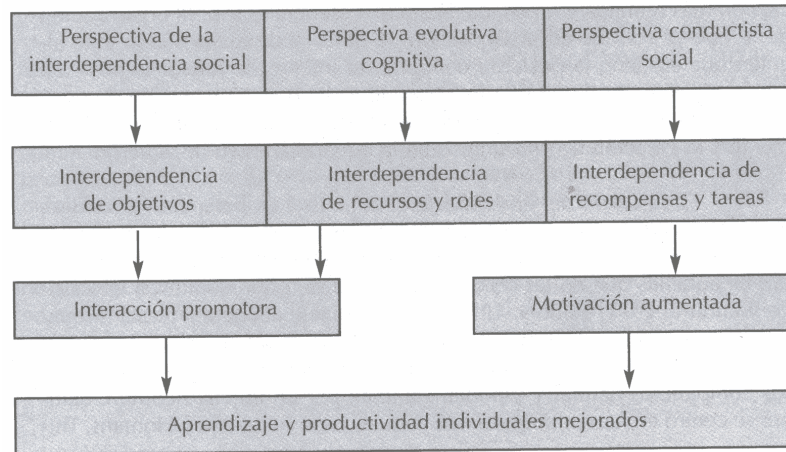 Perspectiva de la
interdependencia social
Perspectiva evolutiva
cognitiva
Perspectiva conductista
social
Interdependencia
de objetivos
Interdependencia
de recursos y roles
Interdependencia de
recompensas y tareas
Interacción promotora
Motivación aumentada
Aprendizaje y productividad individuales mejorados